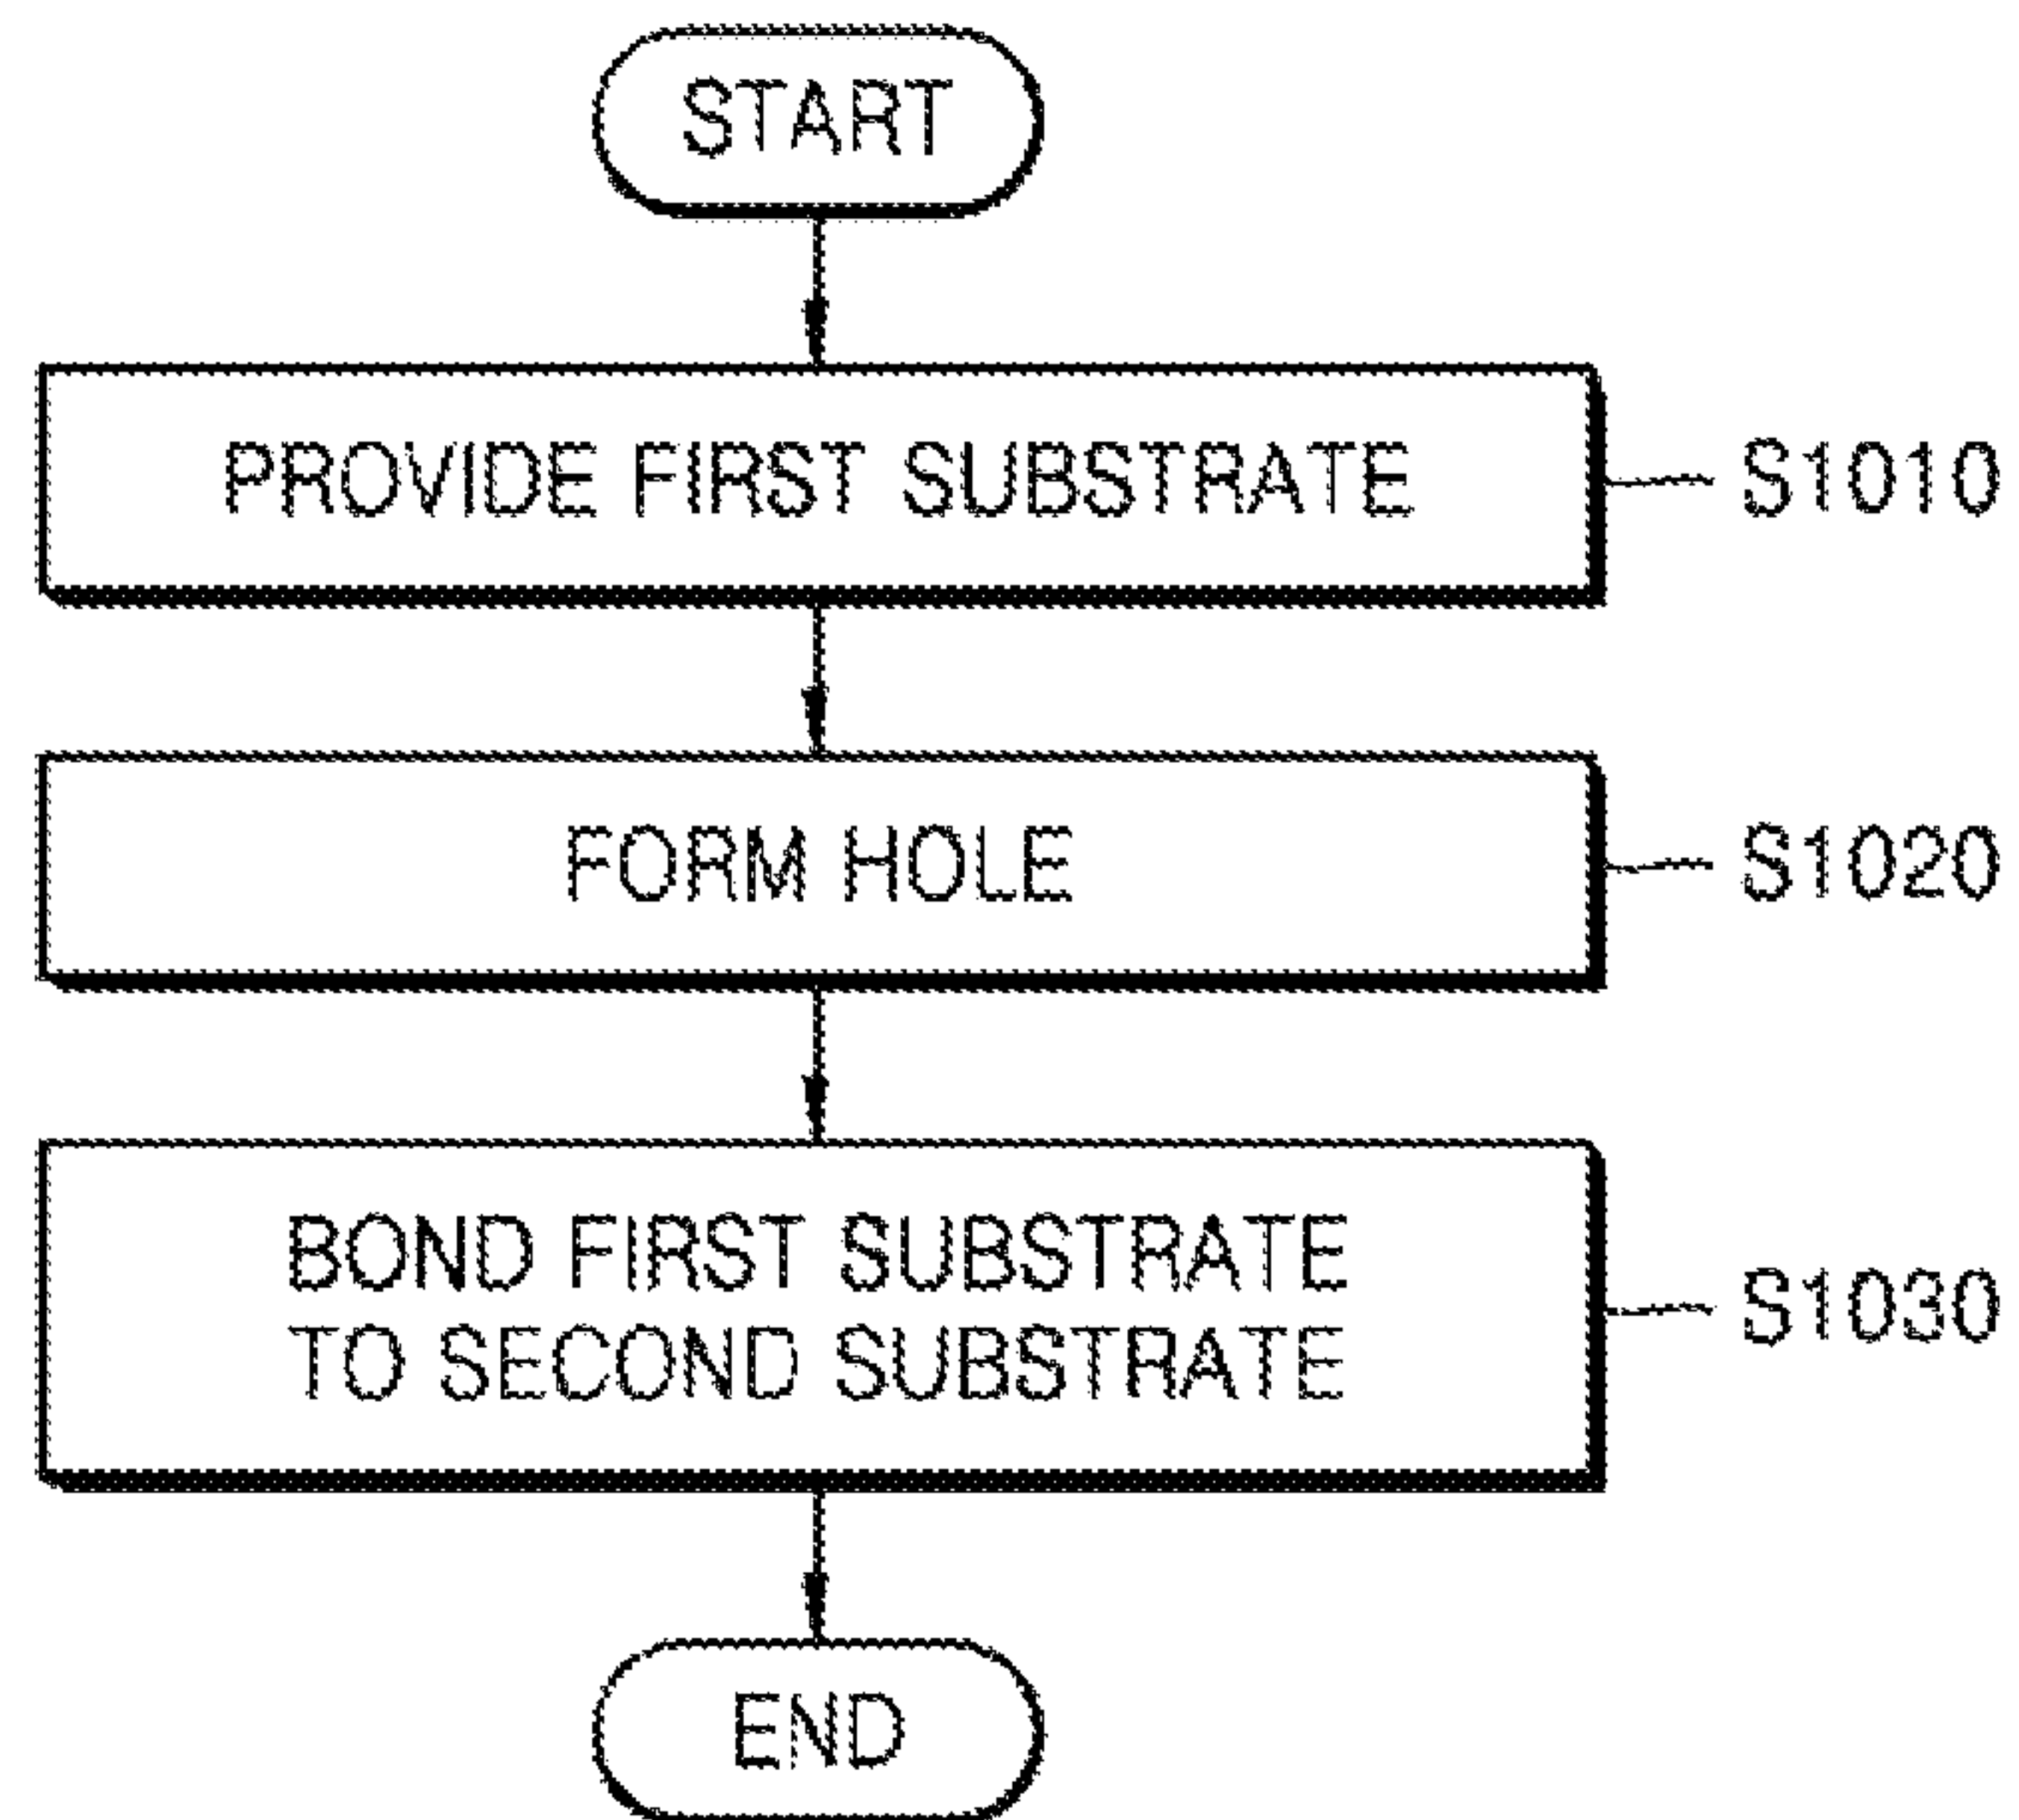 START
PROVIDE FIRST SUBSTRATE
S1010
FORM HOLE
S1020
BOND FIRST SUBSTRATE
TO SECOND SUBSTRATE
S1030
END